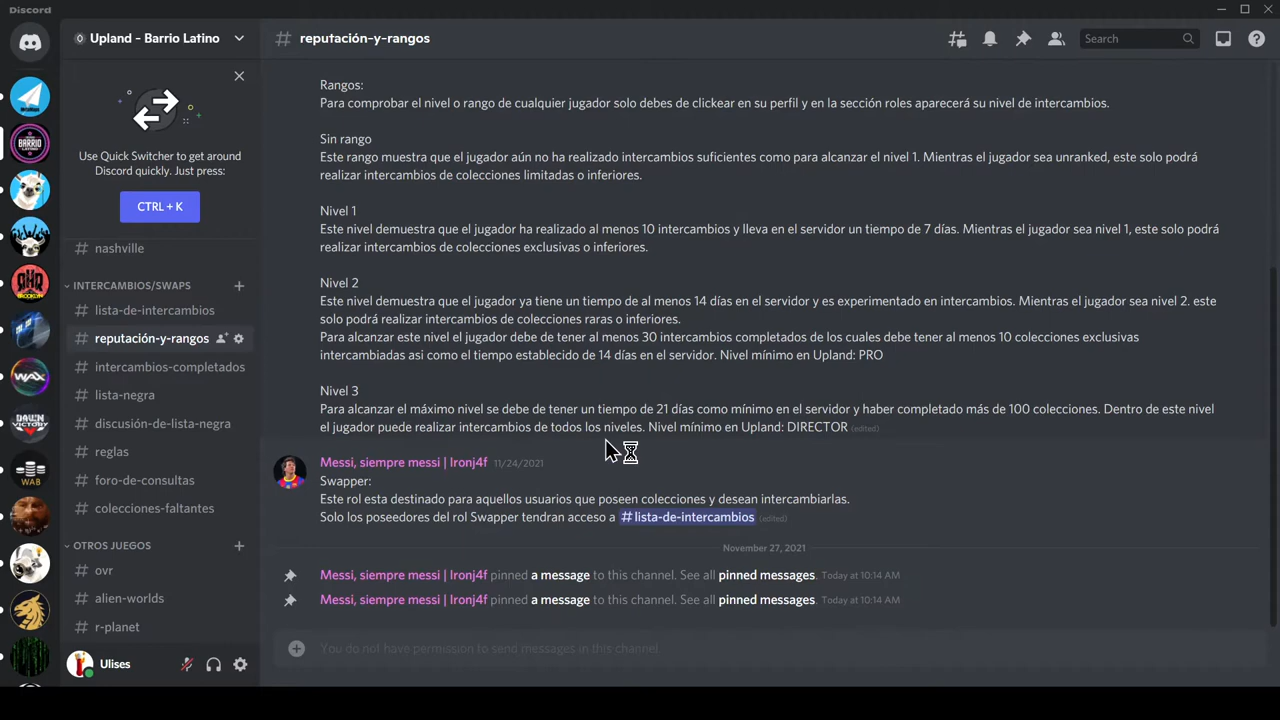 Discord
Upland - Barrio Latino
# reputación-y-rangos
Search
Use Quick Switcher to get around
Discord quickly. Just press:
CTRL + K
# nashville
INTERCAMBIOS/SWAPS
# lista-de-intercambios
# reputación-y-rangos
# intercambios-completados
# lista-negra
# discusión-de-lista-negra
# reglas
# foro-de-consultas
# colecciones-faltantes
OTROS JUEGOS
# ovr
# alien-worlds
# r-planet
Ulises
Rangos:
Para comprobar el nivel o rango de cualquier jugador solo debes de clickear en su perfil y en la sección roles aparecerá su nivel de intercambios.
Sin rango
Este rango muestra que el jugador aún no ha realizado intercambios suficientes como para alcanzar el nivel 1. Mientras el jugador sea unranked, este solo podrá
realizar intercambios de colecciones limitadas o inferiores.
Nivel 1
Este nivel demuestra que el jugador ha realizado al menos 10 intercambios y lleva en el servidor un tiempo de 7 días. Mientras el jugador sea nivel 1, este solo podrá
realizar intercambios de colecciones exclusivas o inferiores.
Nivel 2
Este nivel demuestra que el jugador ya tiene un tiempo de al menos 14 días en el servidor y es experimentado en intercambios. Mientras el jugador sea nivel 2. este
solo podrá realizar intercambios de colecciones raras o inferiores.
Para alcanzar este nivel el jugador debe de tener al menos 30 intercambios completados de los cuales debe tener al menos 10 colecciones exclusivas
intercambiadas asi como el tiempo establecido de 14 días en el servidor. Nivel mínimo en Upland: PRO
Nivel 3
Para alcanzar el máximo nivel se debe de tener un tiempo de 21 días como mínimo en el servidor y haber completado más de 100 colecciones. Dentro de este nivel
el jugador puede realizar intercambios de todos los niveles. Nivel mínimo en Upland: DIRECTOR (edited)
Messi, siempre messi | Ironj4f 11/24/2021
Swapper:
Este rol esta destinado para aquellos usuarios que poseen colecciones y desean intercambiarlas.
Solo los poseedores del rol Swapper tendran acceso a #lista-de-intercambios (edited)
November 27, 2021
Messi, siempre messi | Ironj4f pinned a message to this channel. See all pinned messages. Today at 10:14 AM
Messi, siempre messi | Ironj4f pinned a message to this channel. See all pinned messages. Today at 10:14 AM
You do not have permission to send messages in this channel.
BARRIO
LATINO
BROOKLYN
WAX
DAWN
VICTORY
WAB